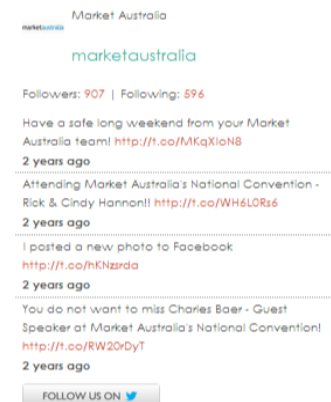 Market Australia
marketaustralia
marketaustralia
Followers: 907 | Following: 596
Have a safe long weekend from your Market
Australia team! http://t.co/MKqXIoN8
2 years ago
Attending Market Australia's National Convention -
Rick & Cindy Hannon!! http://t.co/WH6L0Rs6
2 years ago
I posted a new photo to Facebook
http://t.co/hKNzsrda
2 years ago
You do not want to miss Charles Baer - Guest
Speaker at Market Australia's National Convention!
http://t.co/RW20rDyT
2 years ago
FOLLOW US ON